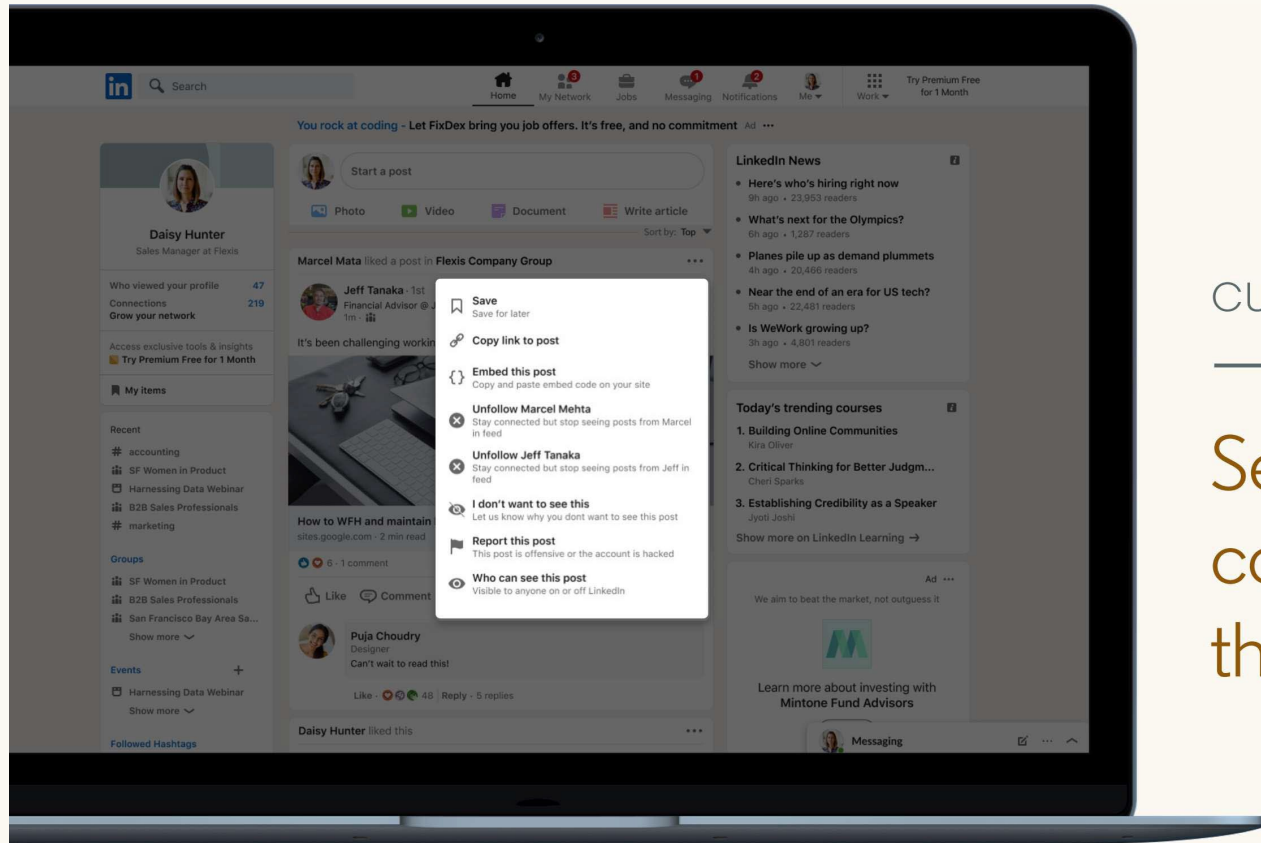 in
Search
3
1
2
Home
My Network
Jobs
Messaging
Notifications
Me
Work
Try Premium Free
for 1 Month
You rock at coding - Let FixDex bring you job offers. It's free, and no commitment Ad ...
Daisy Hunter
Sales Manager at Flexis
Who viewed your profile 47
Connections 219
Grow your network
Access exclusive tools & insights
Try Premium Free for 1 Month
My items
Recent
# accounting
SF Women in Product
Harnessing Data Webinar
B2B Sales Professionals
# marketing
Groups
SF Women in Product
B2B Sales Professionals
San Francisco Bay Area Sa...
Show more
Events +
Harnessing Data Webinar
Show more
Followed Hashtags
Start a post
Photo Video Document Write article
Sort by: Top
Marcel Mata liked a post in Flexis Company Group
Jeff Tanaka · 1st
Financial Advisor @ J
1m ·
It's been challenging workin
How to WFH and maintain
sites.google.com · 2 min read
6 · 1 comment
Like Comment
Puja Choudry
Designer
Can't wait to read this!
Like · 48 | Reply · 5 replies
Daisy Hunter liked this
Save
Save for later
Copy link to post
Embed this post
Copy and paste embed code on your site
Unfollow Marcel Mehta
Stay connected but stop seeing posts from Marcel
in feed
Unfollow Jeff Tanaka
Stay connected but stop seeing posts from Jeff in
feed
I don't want to see this
Let us know why you dont want to see this post
Report this post
This post is offensive or the account is hacked
Who can see this post
Visible to anyone on or off LinkedIn
LinkedIn News
• Here's who's hiring right now
9h ago • 23,953 readers
• What's next for the Olympics?
6h ago • 1,287 readers
• Planes pile up as demand plummets
4h ago • 20,466 readers
• Near the end of an era for US tech?
5h ago • 22,481 readers
• Is WeWork growing up?
3h ago • 4,801 readers
Show more
Today's trending courses
1. Building Online Communities
Kira Oliver
2. Critical Thinking for Better Judgm...
Cheri Sparks
3. Establishing Credibility as a Speaker
Jyoti Joshi
Show more on LinkedIn Learning →
Ad ...
We aim to beat the market, not outguess it
Learn more about investing with
Mintone Fund Advisors
Messaging